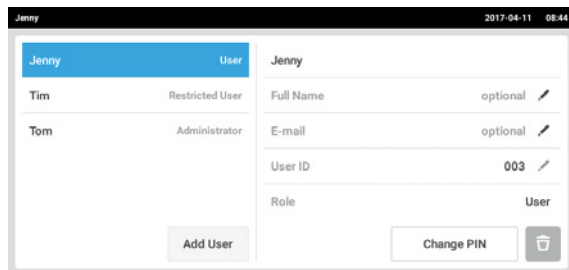 Jenny 2017-04-11 08:44
Jenny User
Tim Restricted User
Tom Administrator
Add User
Jenny
Full Name optional
E-mail optional
User ID 003
Role User
Change PIN